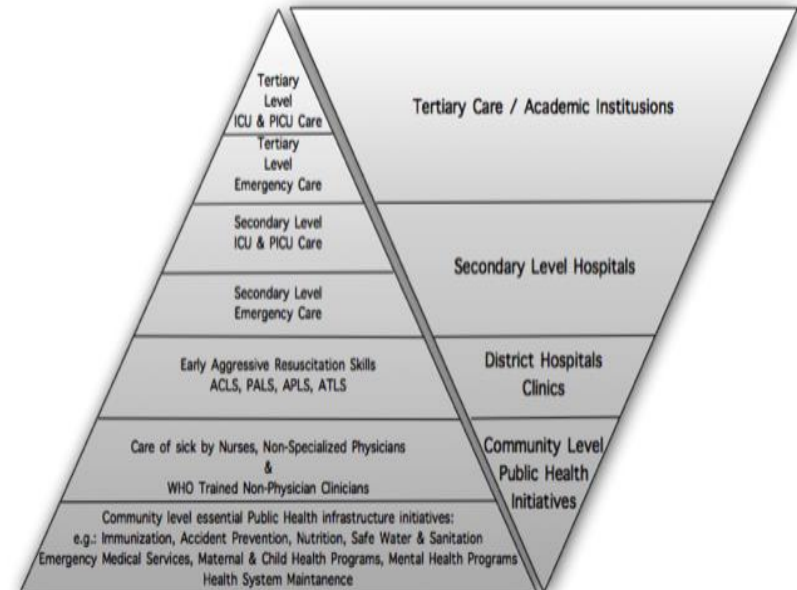 Tertiary
Level
ICU & PICU Care
Tertiary
Level
Emergency Care
Secondary Level
ICU & PICU Care
Secondary Level
Emergency Care
Early Aggressive Resuscitation Skills
ACLS, PALS, APLS, ATLS
Care of sick by Nurses, Non-Specialized Physicians
&
WHO Trained Non-Physician Clinicians
Community level essential Public Health infrastructure initiatives:
e.g.: Immunization, Accident Prevention, Nutrition, Safe Water & Sanitation
Emergency Medical Services, Maternal & Child Health Programs, Mental Health Programs
Health System Maintanence
Tertiary Care / Academic Institusions
Secondary Level Hospitals
District Hospitals
Clinics
Community Level
Public Health
Initiatives